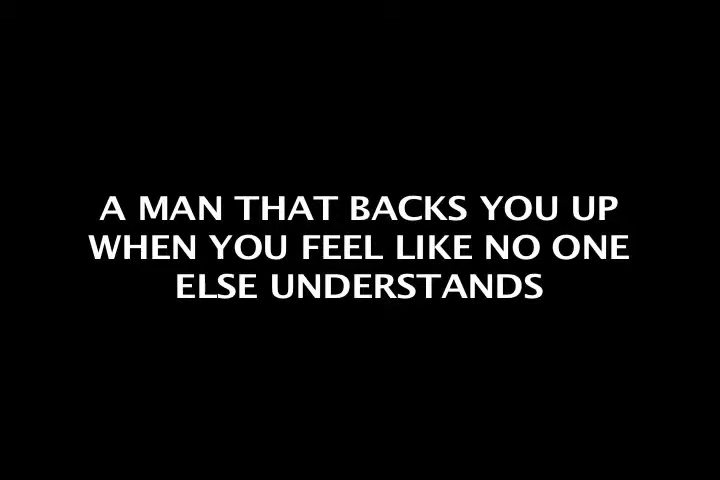 A MAN THAT BACKS YOU UP
WHEN YOU FEEL LIKE NO ONE
ELSE UNDERSTANDS